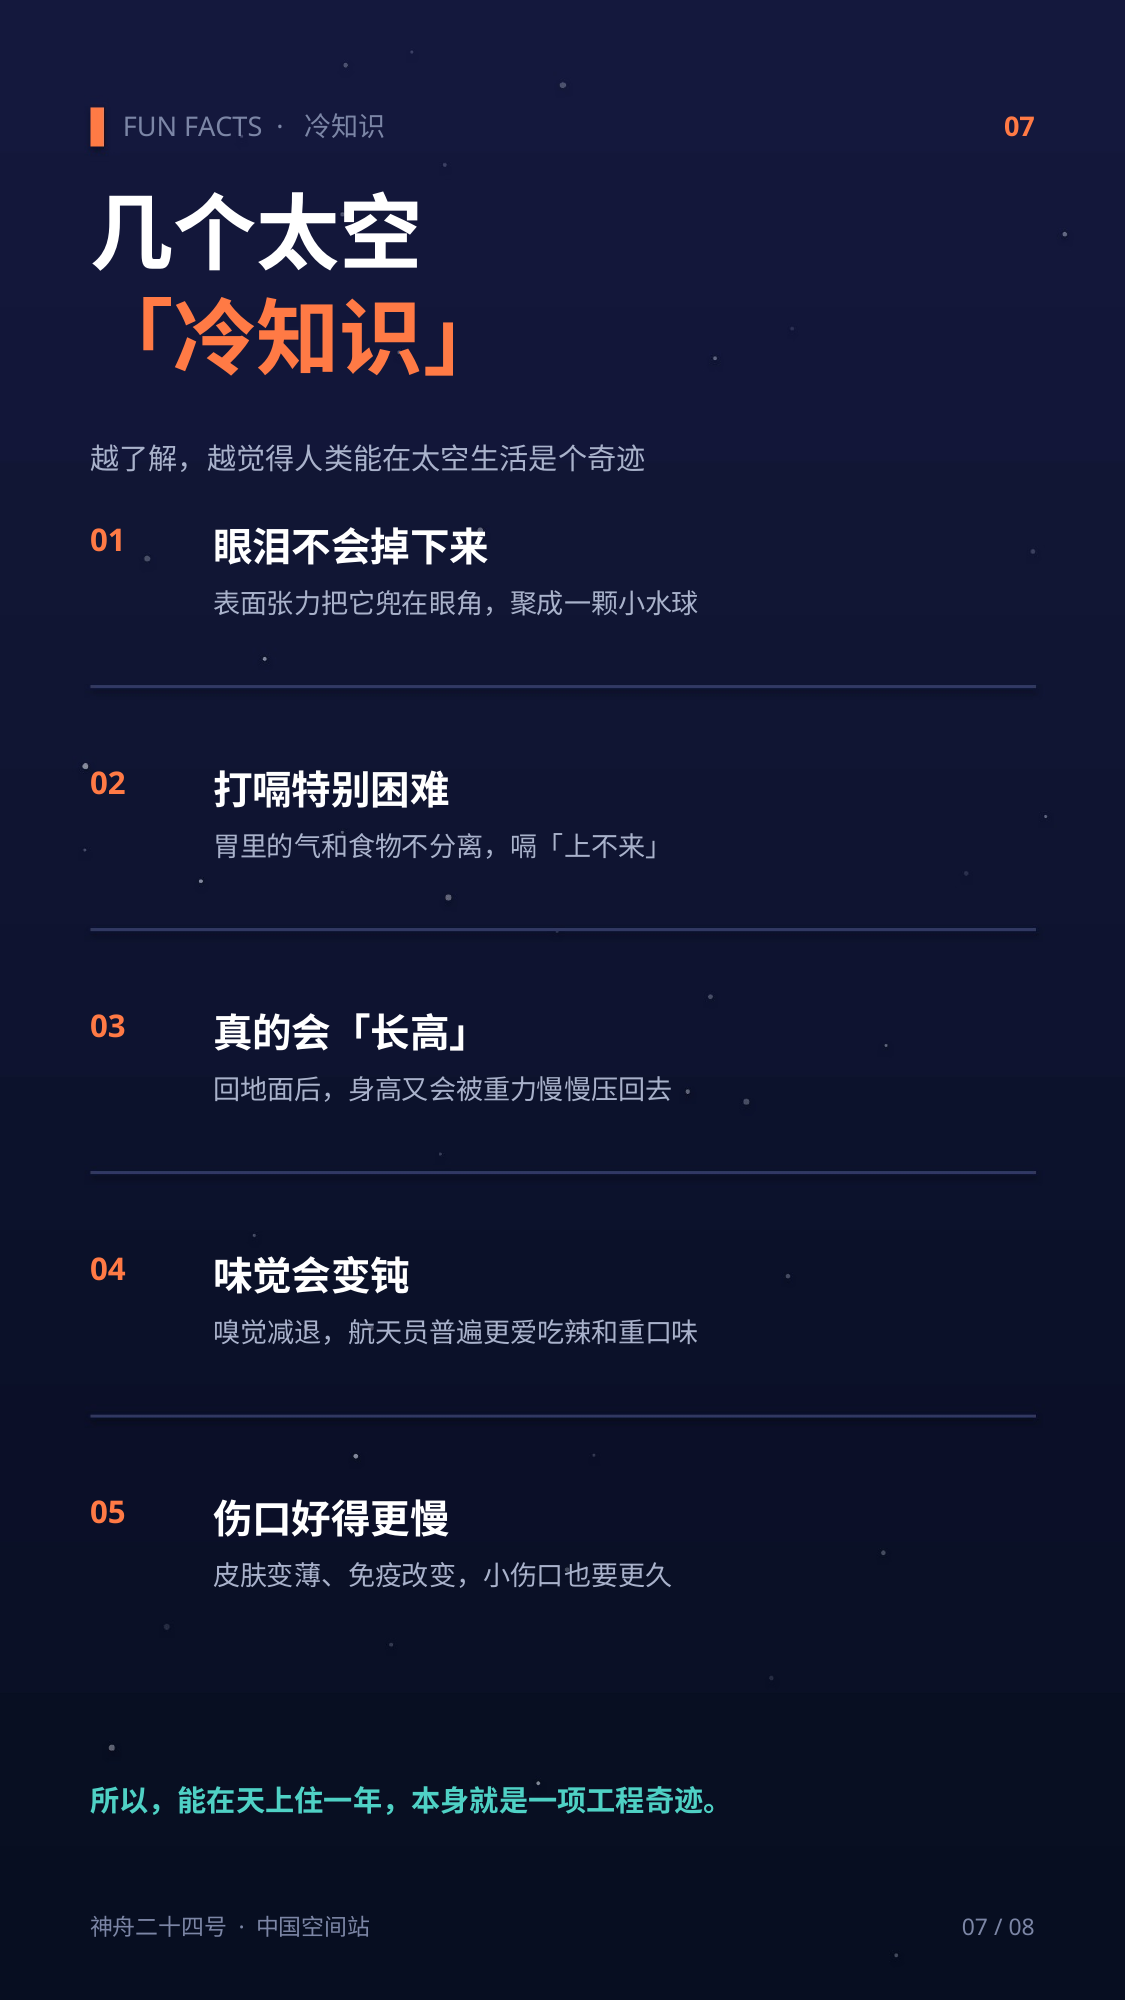 FUN FACTS · 冷知识
07
几个太空
「冷知识」
越了解，越觉得人类能在太空生活是个奇迹
01
眼泪不会掉下来
表面张力把它兜在眼角，聚成一颗小水球
02
打嗝特别困难
胃里的气和食物不分离，嗝「上不来」
03
真的会「长高」
回地面后，身高又会被重力慢慢压回去
04
味觉会变钝
嗅觉减退，航天员普遍更爱吃辣和重口味
05
伤口好得更慢
皮肤变薄、免疫改变，小伤口也要更久
所以，能在天上住一年，本身就是一项工程奇迹。
神舟二十四号 · 中国空间站
07 / 08